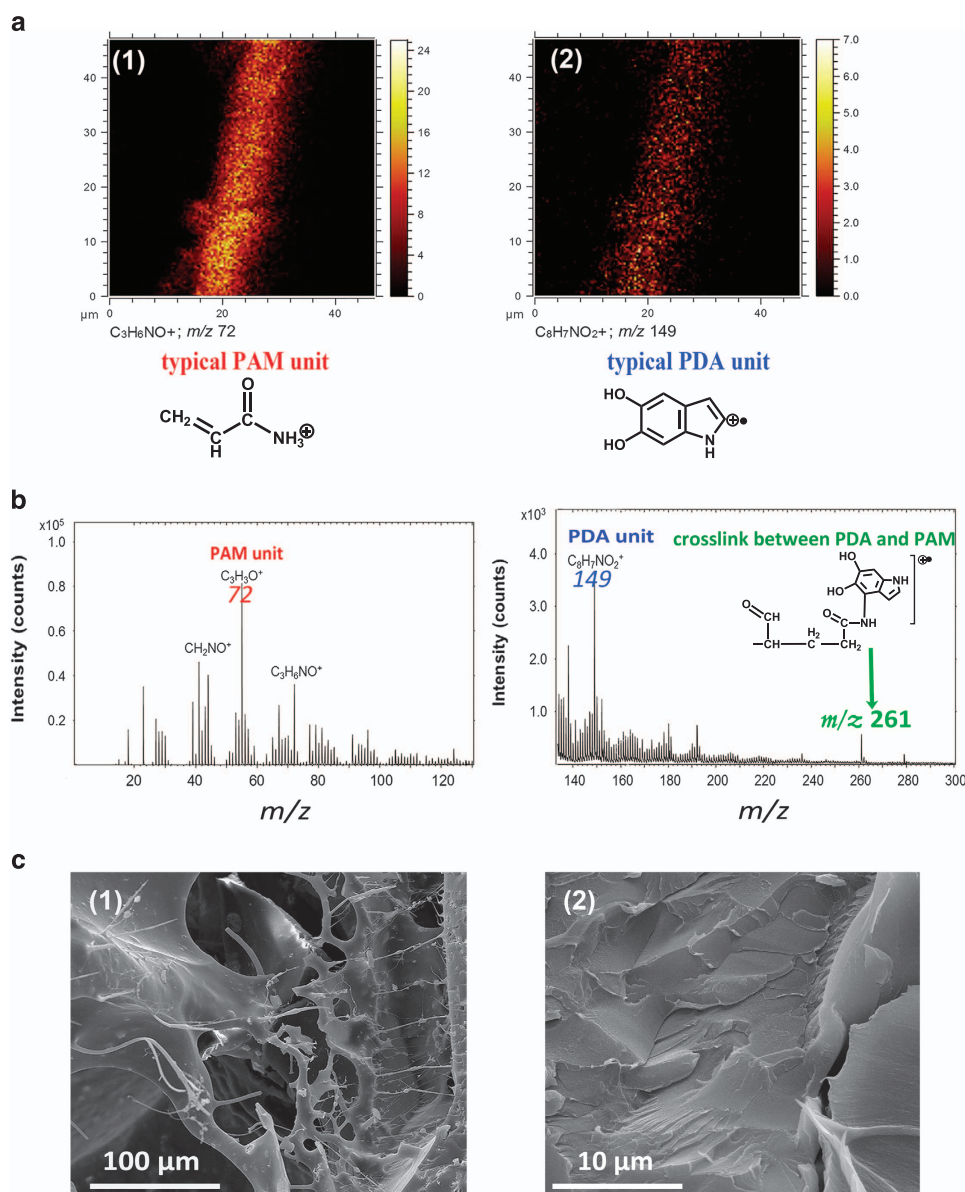 a
(1)
40
30
20
10
0
µm
0
20
40
24
20
16
12
8
4
0
C3H6NO+; m/z 72
typical PAM unit
O
CH2
C
C
H
NH3⊕
(2)
40
30
20
10
0
µm
0
20
40
7.0
6.0
5.0
4.0
3.0
2.0
1.0
0.0
C8H7NO2+; m/z 149
typical PDA unit
HO
HO
N
H
⊕•
b
x10⁵
Intensity (counts)
1.0
0.8
0.6
0.4
0.2
PAM unit
C3H3O⁺
72
CH2NO⁺
C3H6NO⁺
20
40
60
80
100
120
m/z
x10³
Intensity (counts)
4.0
3.0
2.0
1.0
PDA unit
C8H7NO2⁺
149
crosslink between PDA and PAM
⊕•
HO
HO
NH
O
CH
O
C
NH
H2
CH
C
CH2
m/z 261
140
160
180
200
220
240
260
280
300
m/z
c
(1)
100 µm
(2)
10 µm